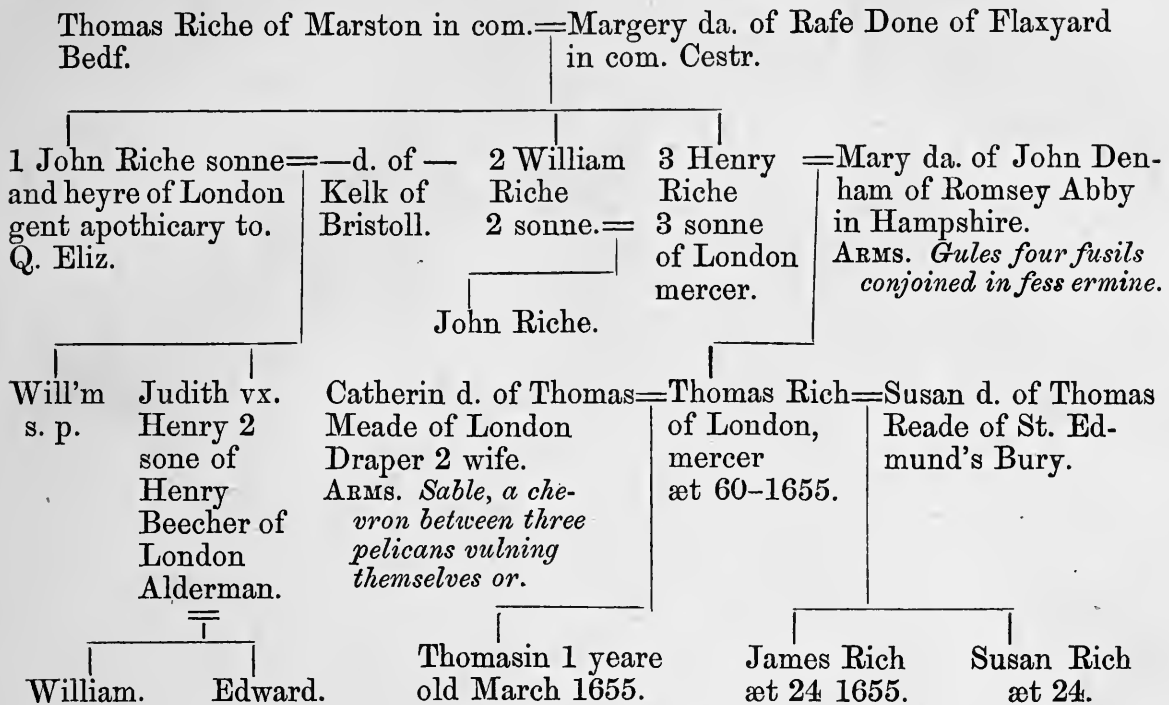 Thomas Riche of Marston in com.=Margery da. of Rafe Done of Flaxyard
Bedf.
in com. Cestr.
1 John Riche sonne=
and heyre of London
gent apothicary to.
Q. Eliz.
—d. of —
Kelk of
Bristoll.
2 William
Riche
2 sonne.=
3 Henry
Riche
3 sonne
of London
mercer.
=Mary da. of John Den-
ham of Romsey Abby
in Hampshire.
ARMS. Gules four fusils
conjoined in fess ermine.
John Riche.
Will'm
s. p.
Judith vx.
Henry 2
sone of
Henry
Beecher of
London
Alderman.
=
Catherin d. of Thomas=
Meade of London
Draper 2 wife.
ARMS. Sable, a che-
vron between three
pelicans vulning
themselves or.
Thomas Rich=
of London,
mercer
æt 60–1655.
Susan d. of Thomas
Reade of St. Ed-
mund's Bury.
William.
Edward.
Thomasin 1 yeare
old March 1655.
James Rich
æt 24 1655.
Susan Rich
æt 24.